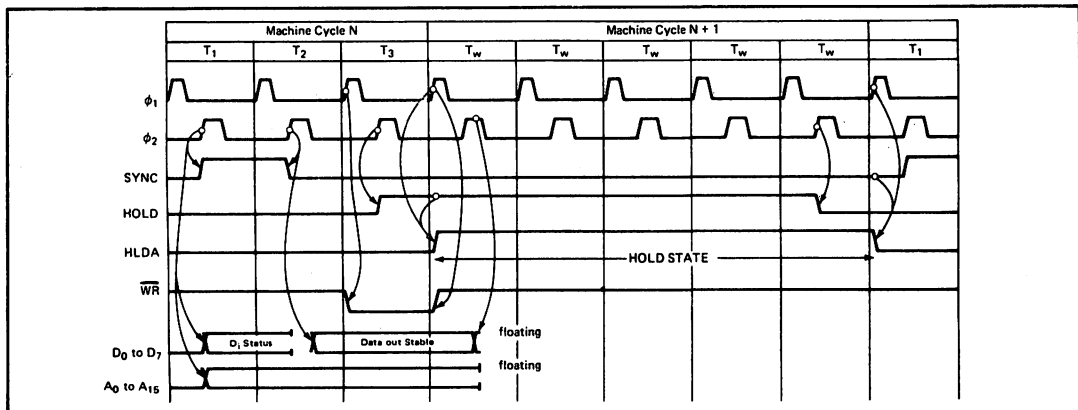 Machine Cycle N Machine Cycle N + 1
T1 T2 T3 Tw Tw Tw Tw Tw T1
ϕ1
ϕ2
SYNC
HOLD
HLDA
HOLD STATE
WR
floating
D0 to D7 Di Status Data out Stable
floating
A0 to A15